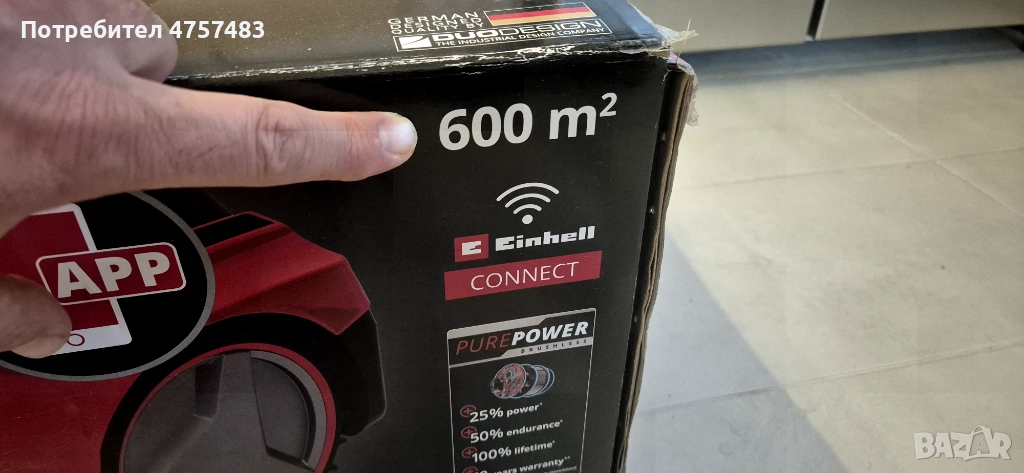 Потребител 4757483
GERMAN
DESIGNED
QUALITY BY
DUODESIGN
THE INDUSTRIAL DESIGN COMPANY
600 m²
Einhell
CONNECT
APP
PUREPOWER
BRUSHLESS
25% power*
50% endurance*
100% lifetime*
years warranty**
BAZAR